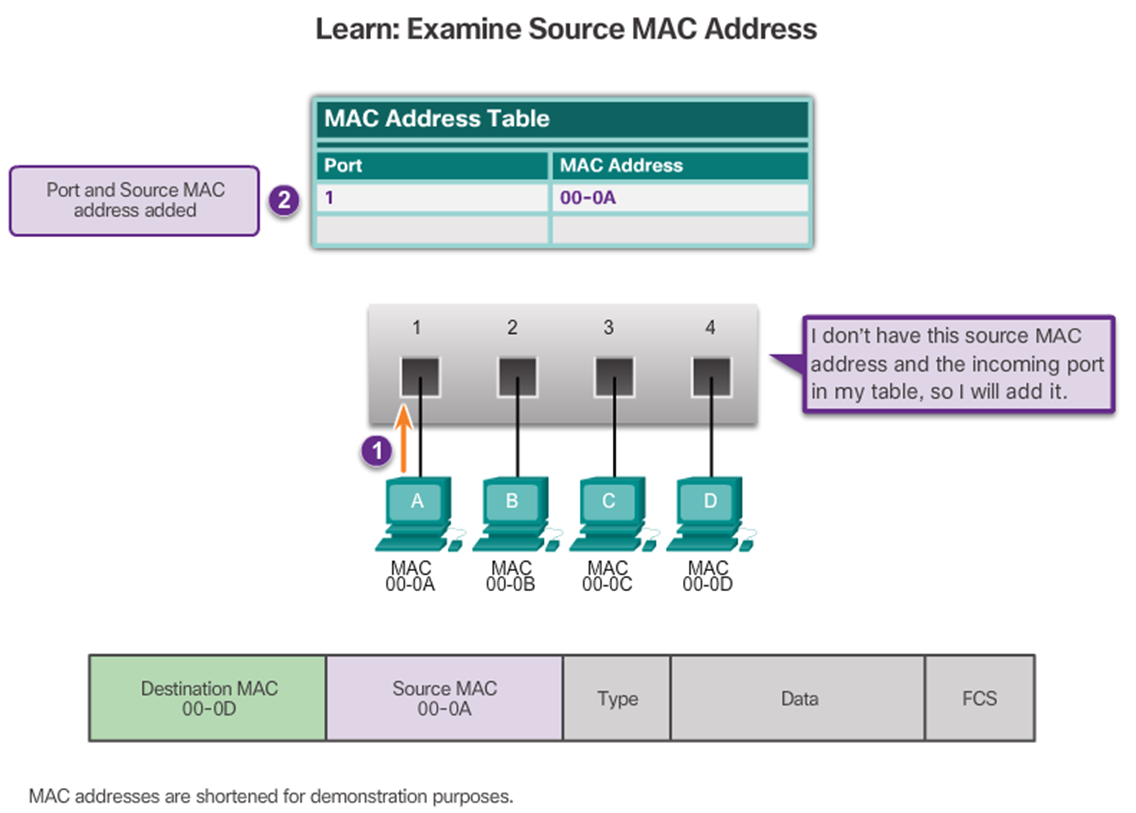 Learn: Examine Source MAC Address
MAC Address Table
Port MAC Address
1 00-0A
Port and Source MAC
address added
2
1 2 3 4
I don't have this source MAC
address and the incoming port
in my table, so I will add it.
1
A B C D
MAC MAC MAC MAC
00-0A 00-0B 00-0C 00-0D
Destination MAC
00-0D
Source MAC
00-0A
Type
Data
FCS
MAC addresses are shortened for demonstration purposes.